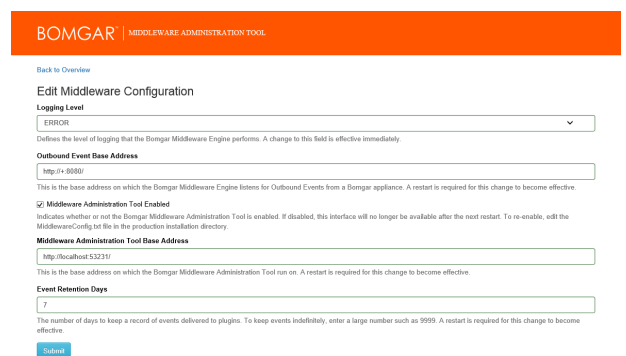 BOMGAR™ | MIDDLEWARE ADMINISTRATION TOOL
Back to Overview
Edit Middleware Configuration
Logging Level
ERROR
Defines the level of logging that the Bomgar Middleware Engine performs. A change to this field is effective immediately.
Outbound Event Base Address
http://+:8080/
This is the base address on which the Bomgar Middleware Engine listens for Outbound Events from a Bomgar appliance. A restart is required for this change to become effective.
Middleware Administration Tool Enabled
Indicates whether or not the Bomgar Middleware Administration Tool is enabled. If disabled, this interface will no longer be available after the next restart. To re-enable, edit the
MiddlewareConfig.txt file in the production installation directory.
Middleware Administration Tool Base Address
http://localhost:53231/
This is the base address on which the Bomgar Middleware Administration Tool run on. A restart is required for this change to become effective.
Event Retention Days
7
The number of days to keep a record of events delivered to plugins. To keep events indefinitely, enter a large number such as 9999. A restart is required for this change to become
effective.
Submit